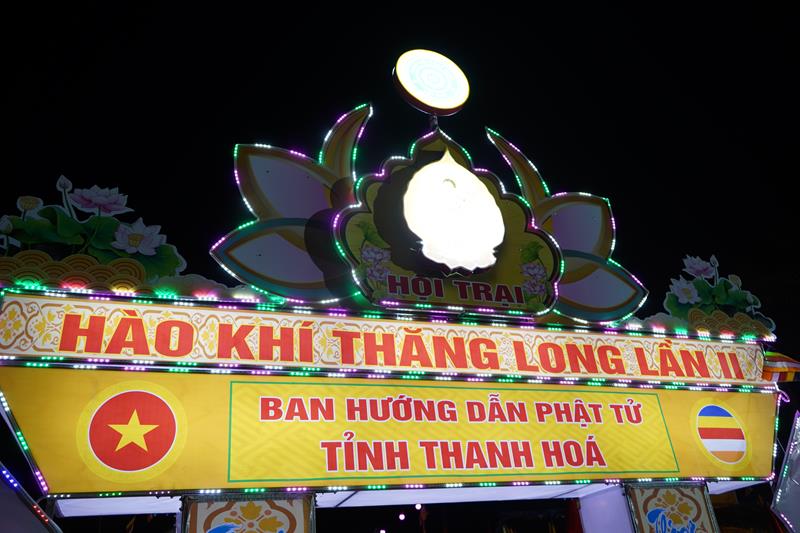 HỘI TRẠI
HÀO KHÍ THĂNG LONG LẦN II
BAN HƯỚNG DẪN PHẬT TỬ
TỈNH THANH HOÁ